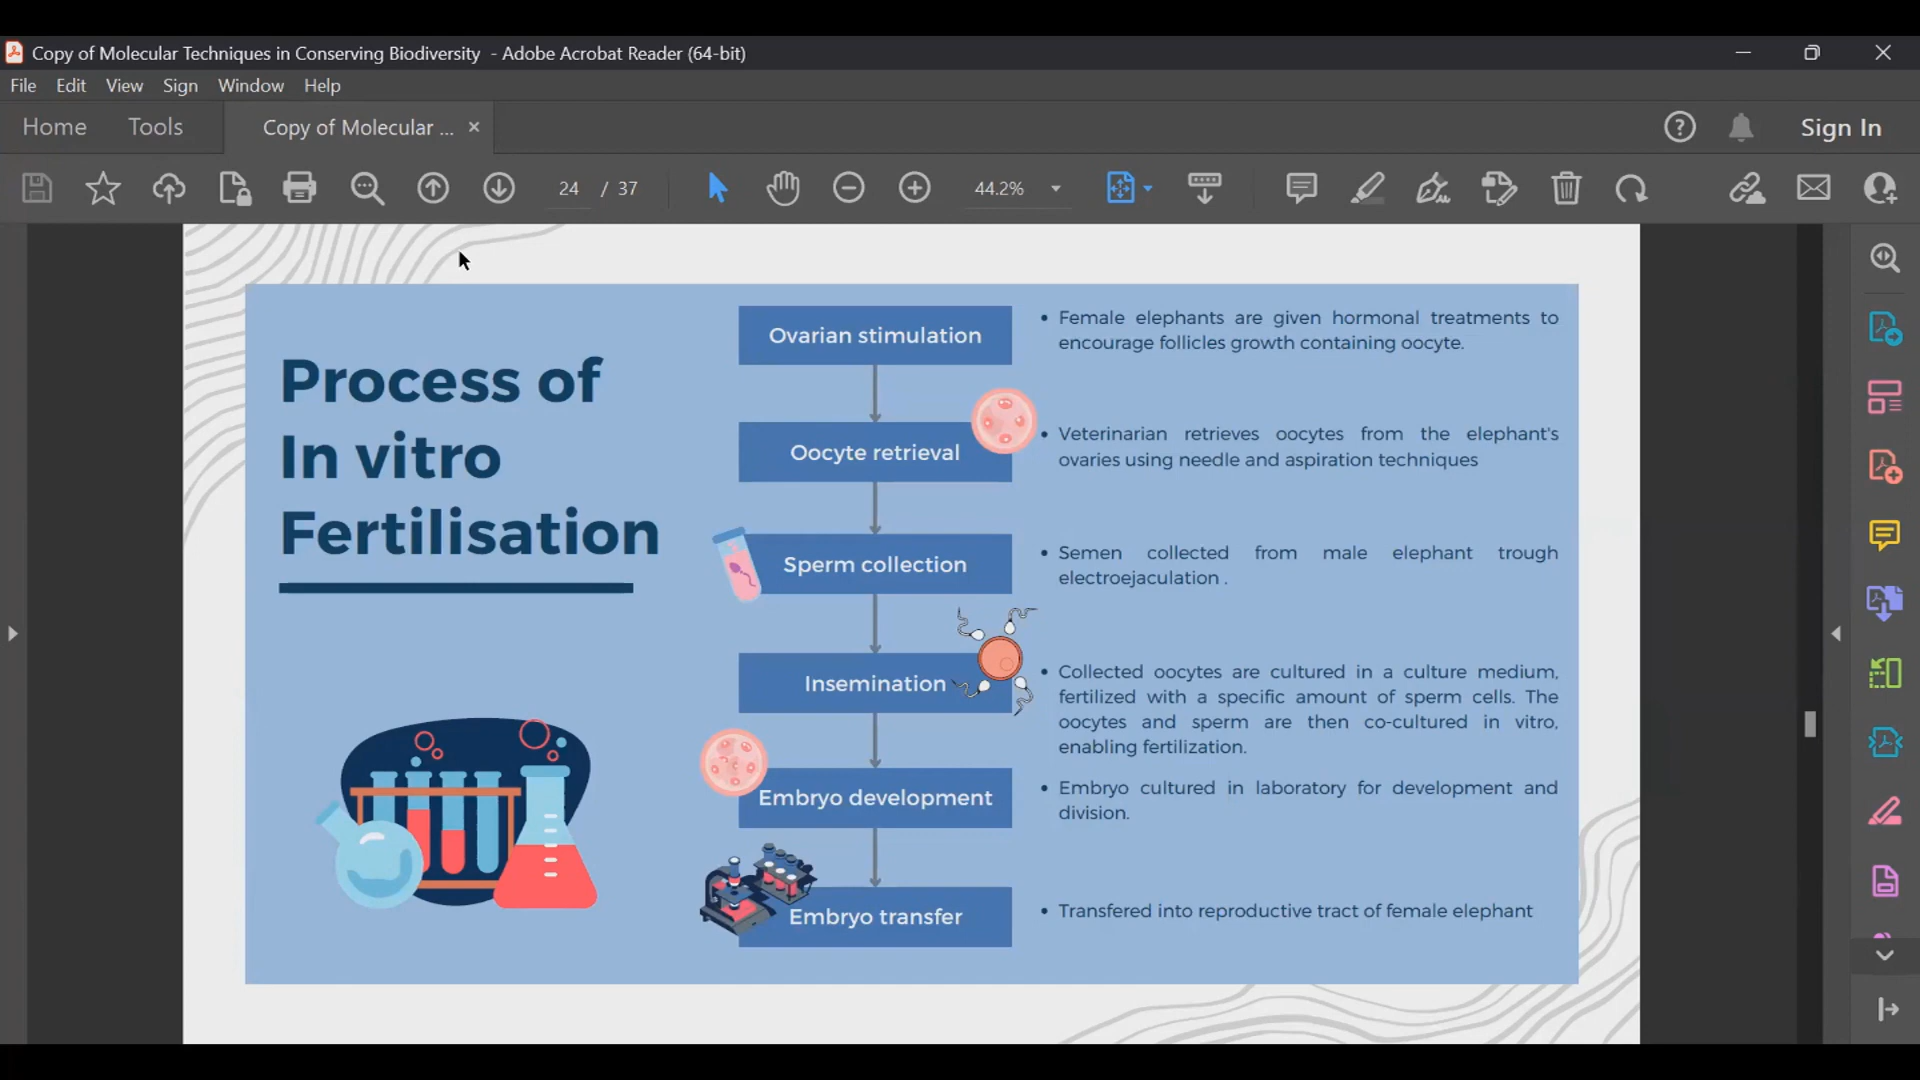 Copy of Molecular Techniques in Conserving Biodiversity - Adobe Acrobat Reader (64-bit)
File Edit View Sign Window Help
Home Tools Copy of Molecular ... × Sign In
24 / 37 44.2%
Process of
In vitro
Fertilisation
Ovarian stimulation
• Female elephants are given hormonal treatments to
encourage follicles growth containing oocyte.
Oocyte retrieval
• Veterinarian retrieves oocytes from the elephant's
ovaries using needle and aspiration techniques
Sperm collection
• Semen collected from male elephant trough
electroejaculation .
Insemination
• Collected oocytes are cultured in a culture medium,
fertilized with a specific amount of sperm cells. The
oocytes and sperm are then co-cultured in vitro,
enabling fertilization.
Embryo development
• Embryo cultured in laboratory for development and
division.
Embryo transfer
• Transfered into reproductive tract of female elephant